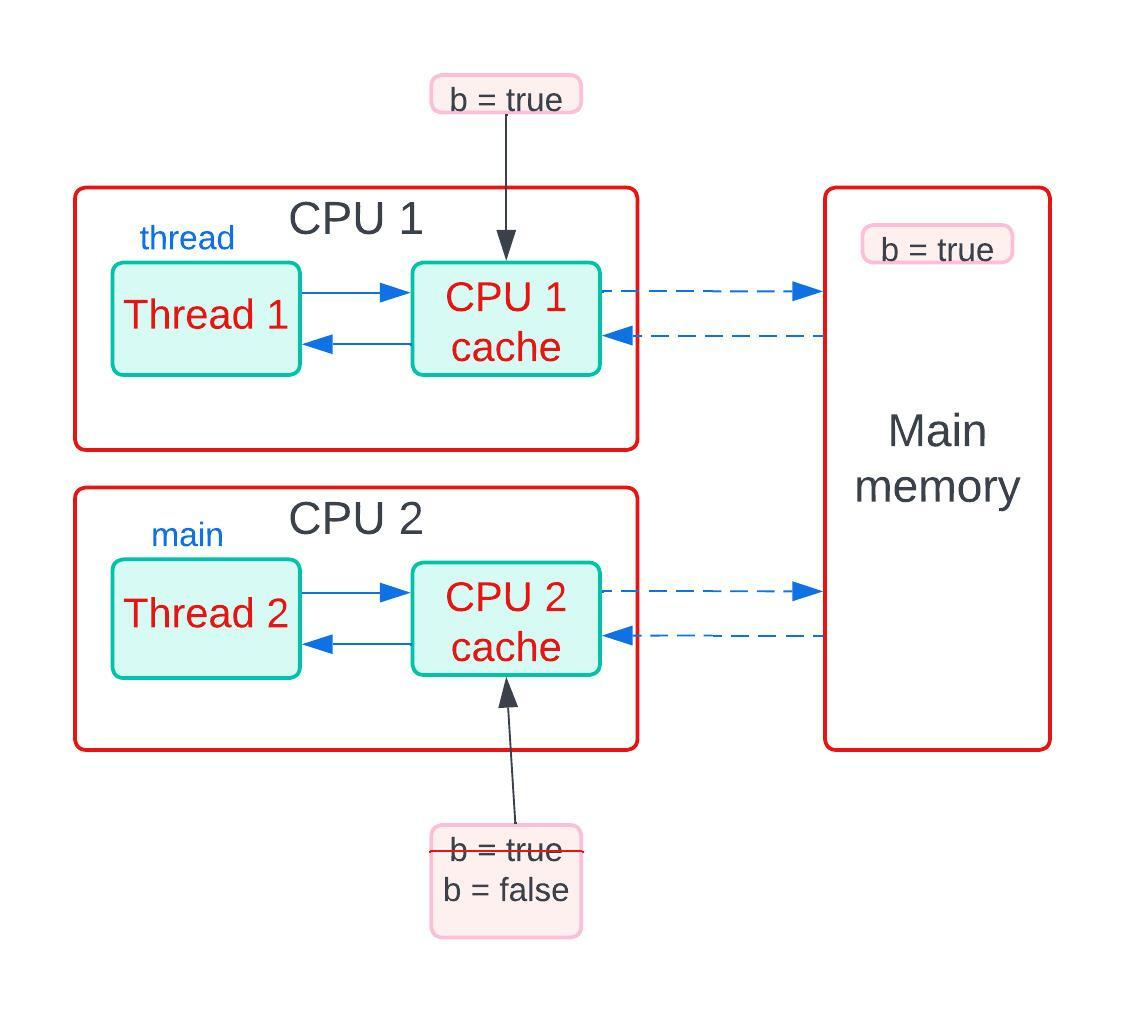 b = true
CPU 1
thread
Thread 1
CPU 1
cache
b = true
Main
memory
CPU 2
main
Thread 2
CPU 2
cache
b = true
b = false